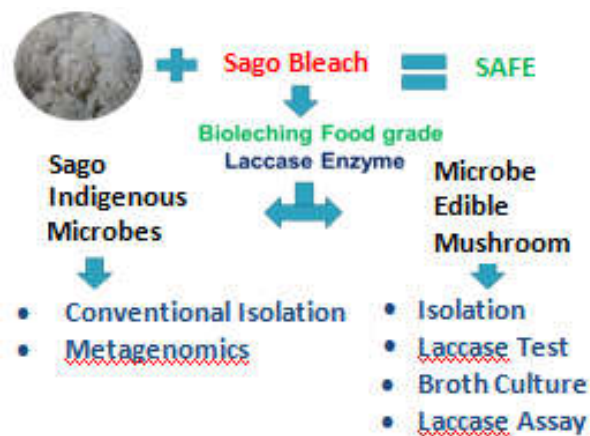 Sago Bleach
SAFE
Bioleching Food grade
Laccase Enzyme
Sago
Indigenous
Microbes
Microbe
Edible
Mushroom
• Conventional Isolation
• Metagenomics
• Isolation
• Laccase Test
• Broth Culture
• Laccase Assay